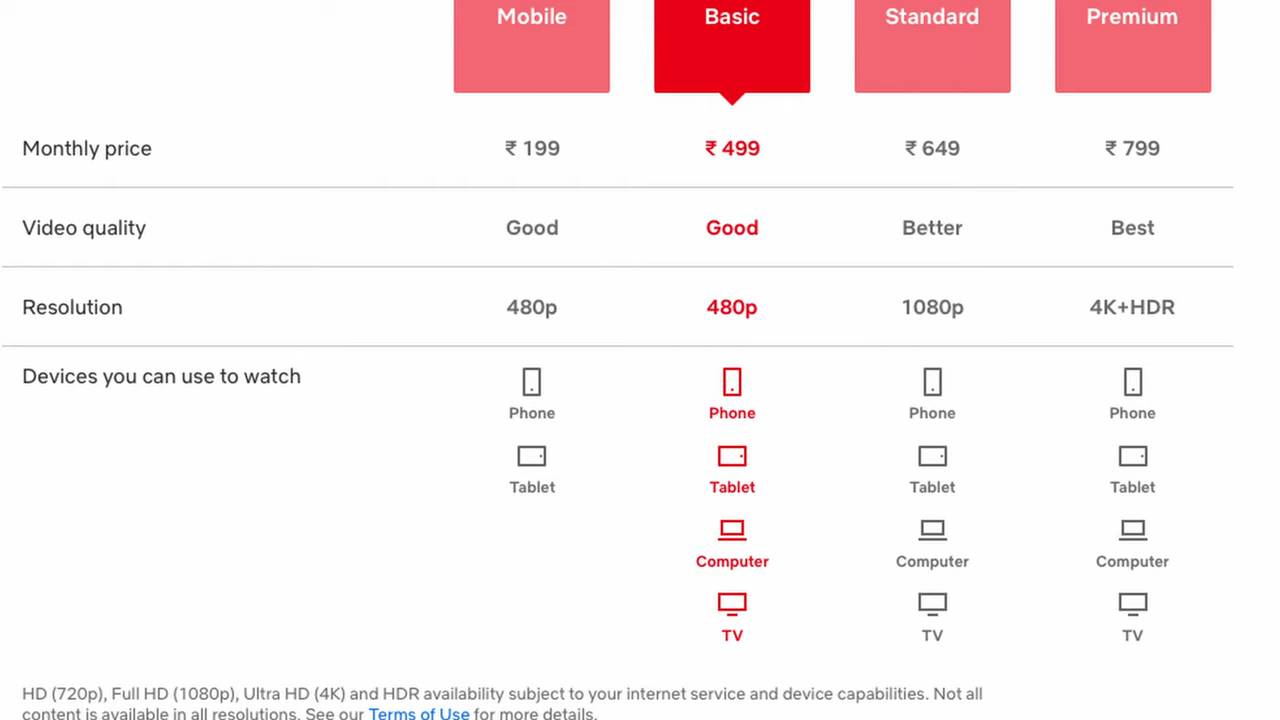 Mobile Basic Standard Premium
Monthly price ₹ 199 ₹ 499 ₹ 649 ₹ 799
Video quality Good Good Better Best
Resolution 480p 480p 1080p 4K+HDR
Devices you can use to watch
Phone Phone Phone Phone
Tablet Tablet Tablet Tablet
Computer Computer Computer
TV TV TV
HD (720p), Full HD (1080p), Ultra HD (4K) and HDR availability subject to your internet service and device capabilities. Not all
content is available in all resolutions. See our Terms of Use for more details.